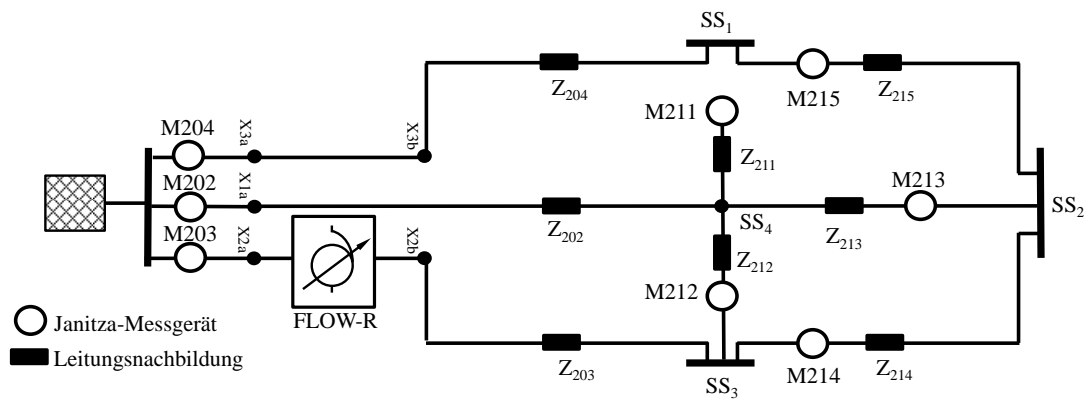 SS₁
Z₂₀₄
M215
Z₂₁₅
M211
Z₂₁₁
M204
X3a
X3b
M202
X1a
Z₂₀₂
SS₄
Z₂₁₃
M213
SS₂
M203
X2a
X2b
FLOW-R
Z₂₁₂
M212
Z₂₀₃
SS₃
M214
Z₂₁₄
Janitza-Messgerät
Leitungsnachbildung